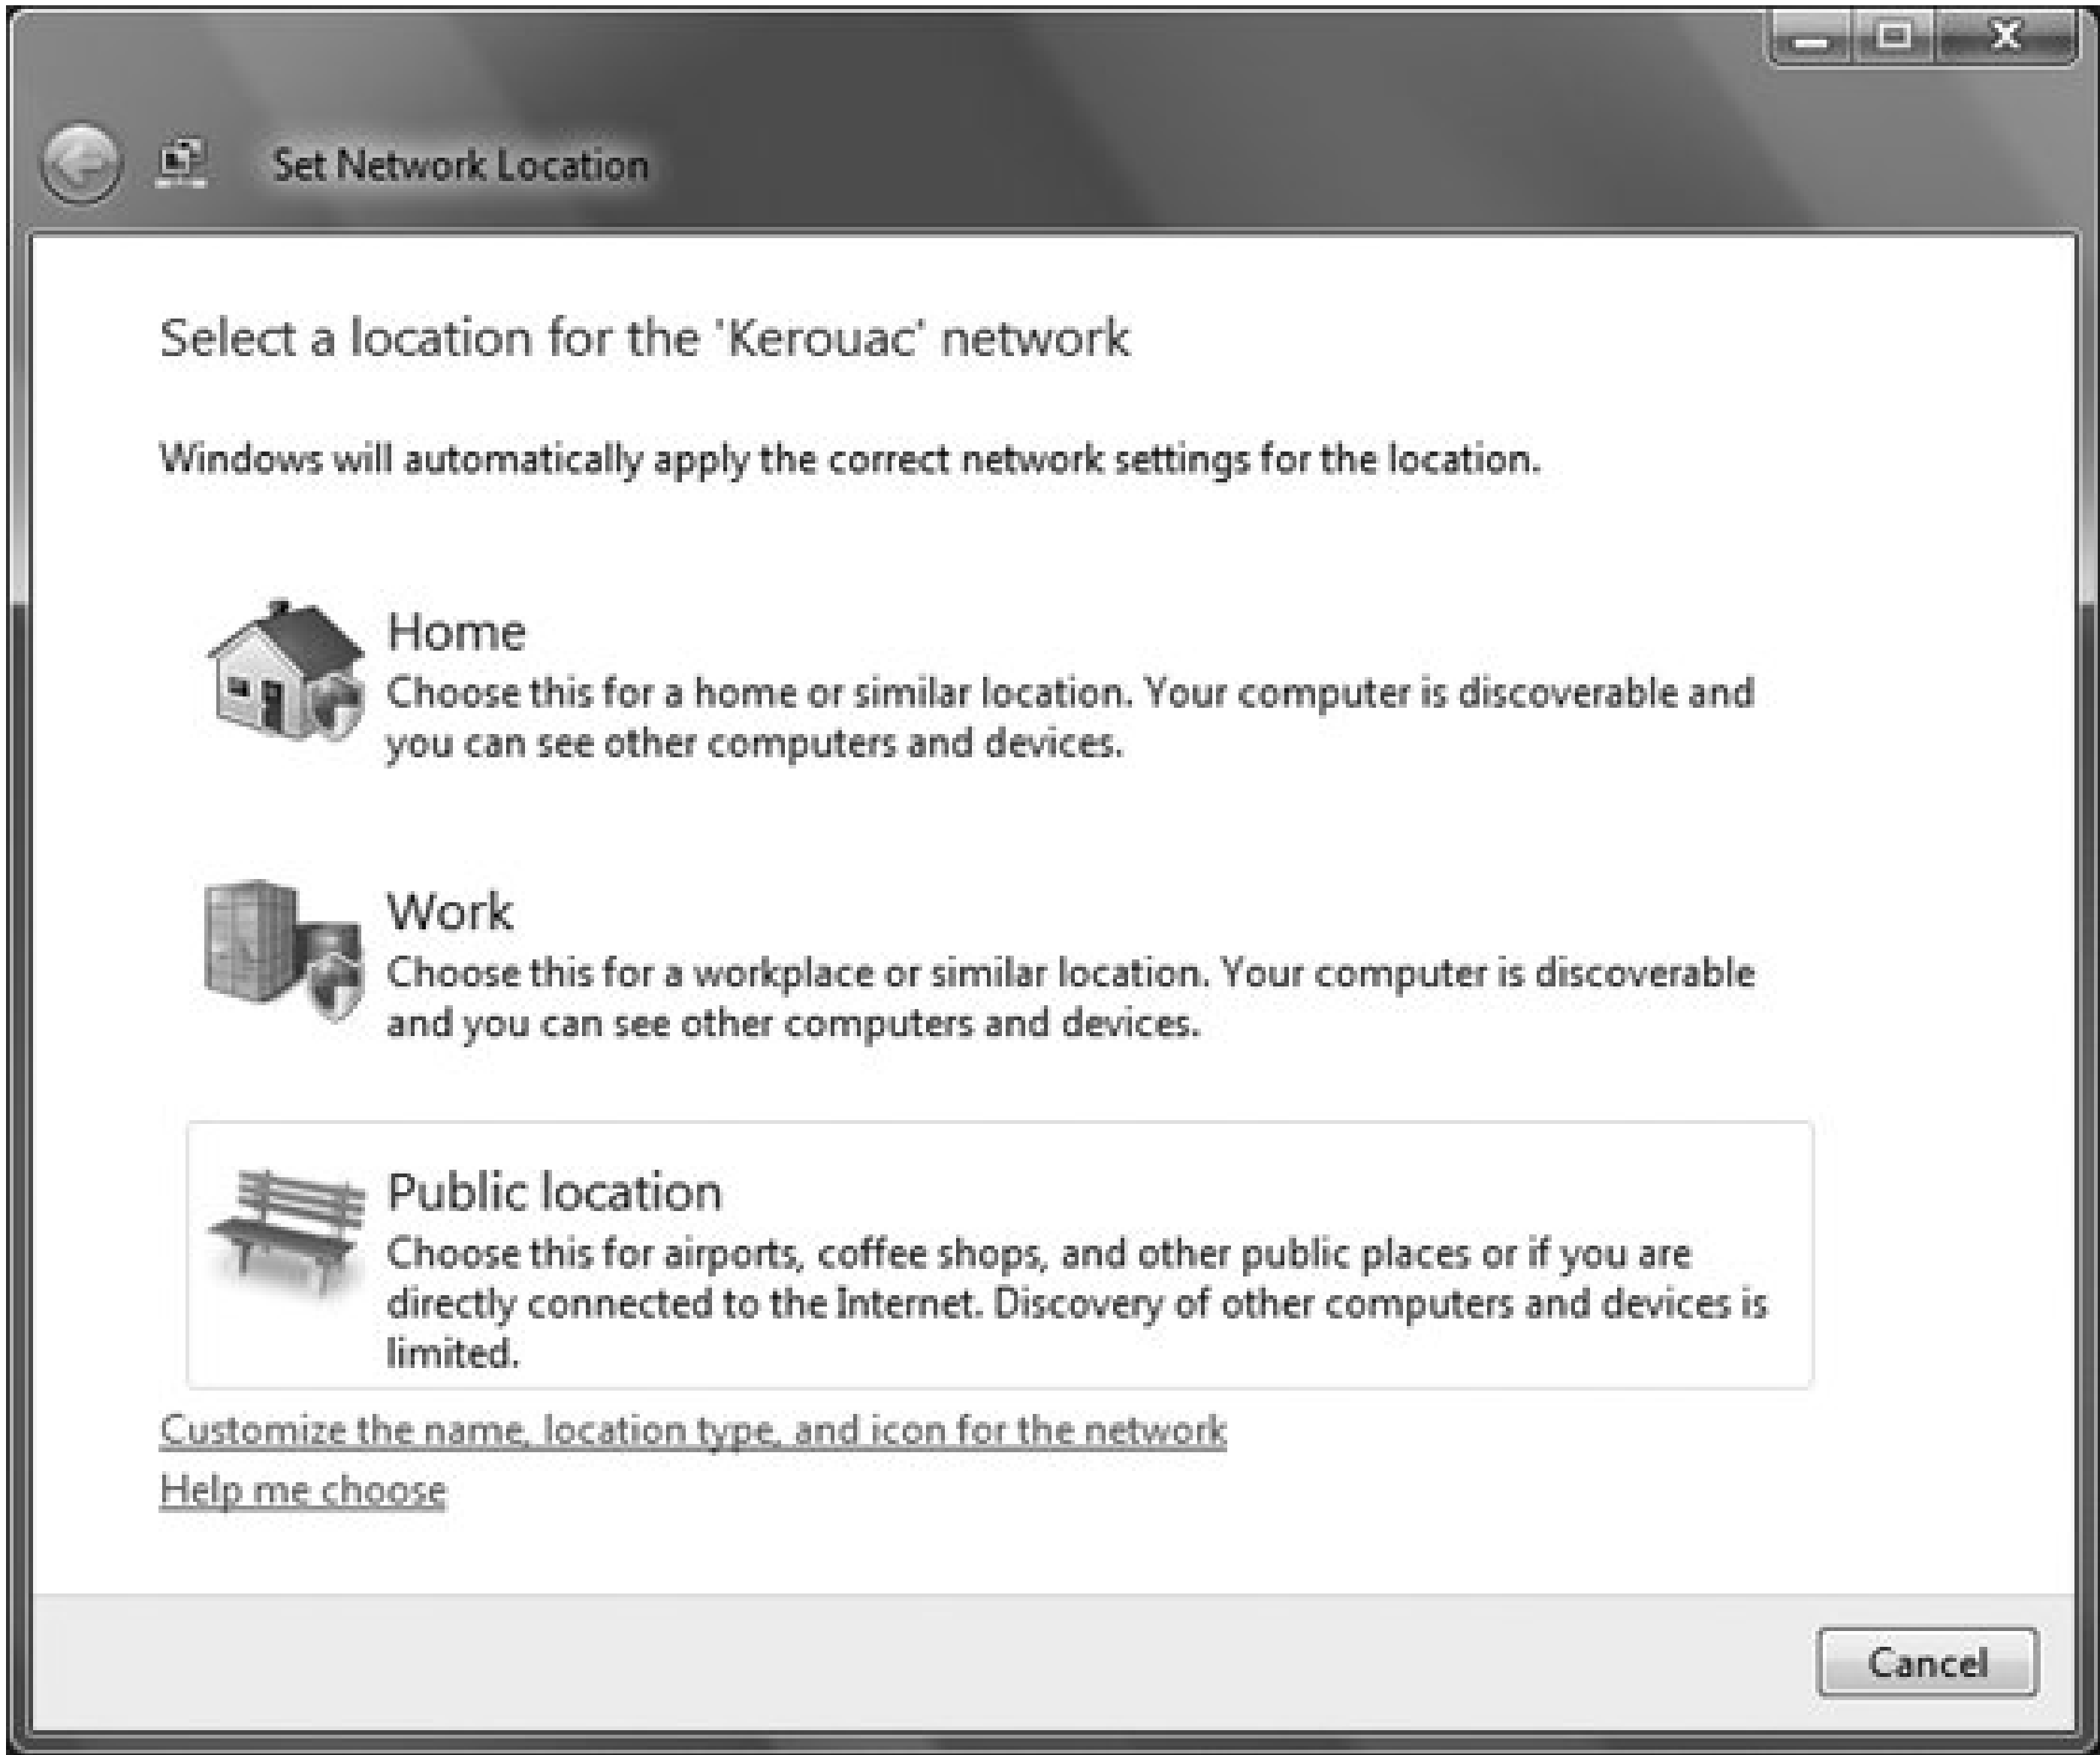 Set Network Location
Select a location for the 'Kerouac' network
Windows will automatically apply the correct network settings for the location.
Home
Choose this for a home or similar location. Your computer is discoverable and
you can see other computers and devices.
Work
Choose this for a workplace or similar location. Your computer is discoverable
and you can see other computers and devices.
Public location
Choose this for airports, coffee shops, and other public places or if you are
directly connected to the Internet. Discovery of other computers and devices is
limited.
Customize the name, location type, and icon for the network
Help me choose
Cancel